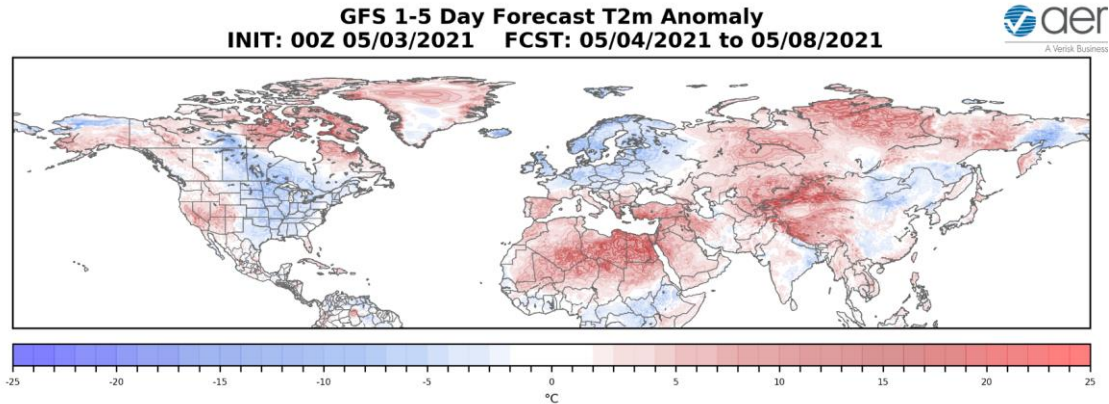 GFS 1-5 Day Forecast T2m Anomaly
INIT: 00Z 05/03/2021 FCST: 05/04/2021 to 05/08/2021
aer
A Verisk Business
-25 -20 -15 -10 -5 0 5 10 15 20 25
°C